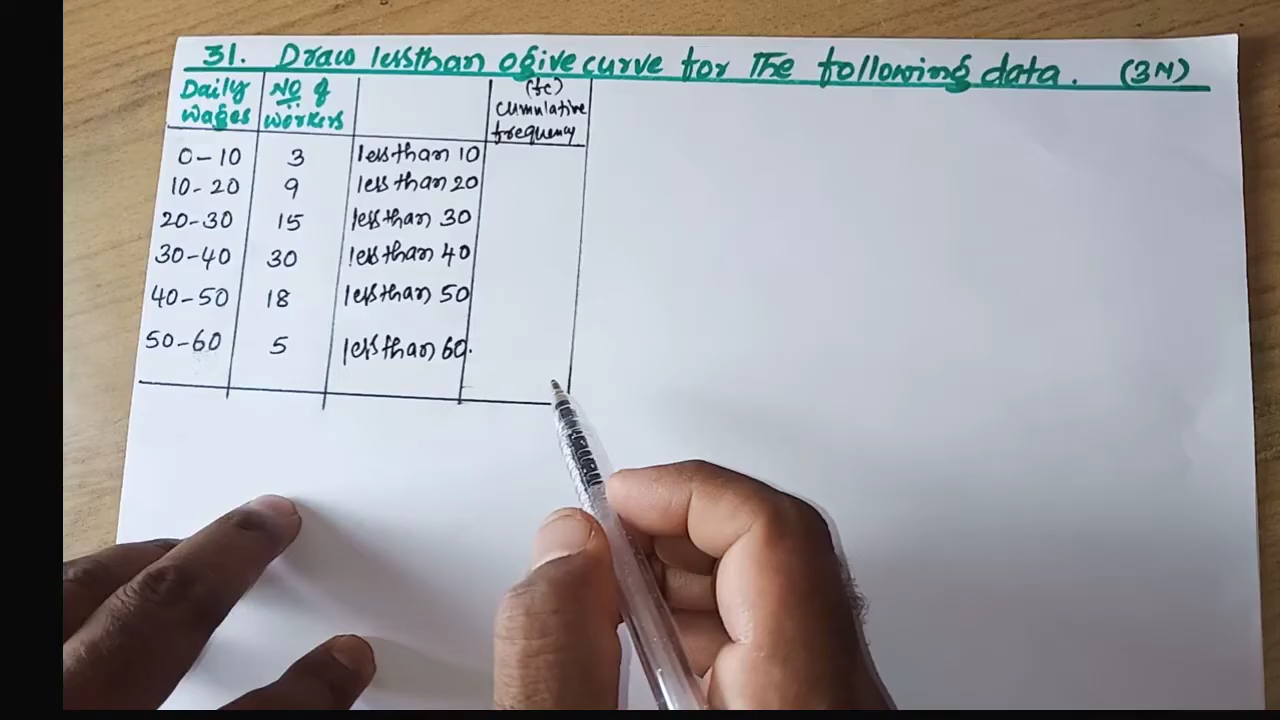 31. Draw lessthan ogive curve for The following data. (3M)
Daily wages | No of workers | | (fc) cumulative frequency
0-10 | 3 | less than 10
10-20 | 9 | less than 20
20-30 | 15 | less than 30
30-40 | 30 | less than 40
40-50 | 18 | less than 50
50-60 | 5 | less than 60.